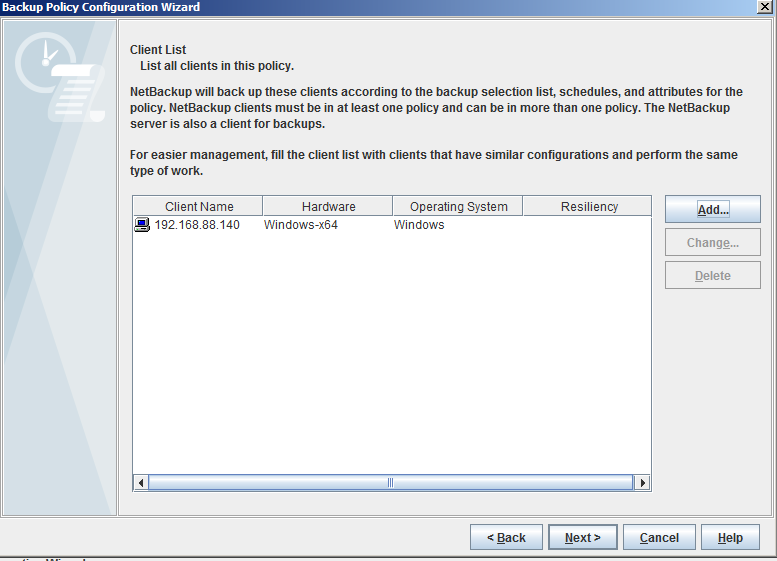 Backup Policy Configuration Wizard
Client List
List all clients in this policy.
NetBackup will back up these clients according to the backup selection list, schedules, and attributes for the
policy. NetBackup clients must be in at least one policy and can be in more than one policy. The NetBackup
server is also a client for backups.
For easier management, fill the client list with clients that have similar configurations and perform the same
type of work.
Client Name Hardware Operating System Resiliency
192.168.88.140 Windows-x64 Windows
Add...
Change...
Delete
< Back Next > Cancel Help